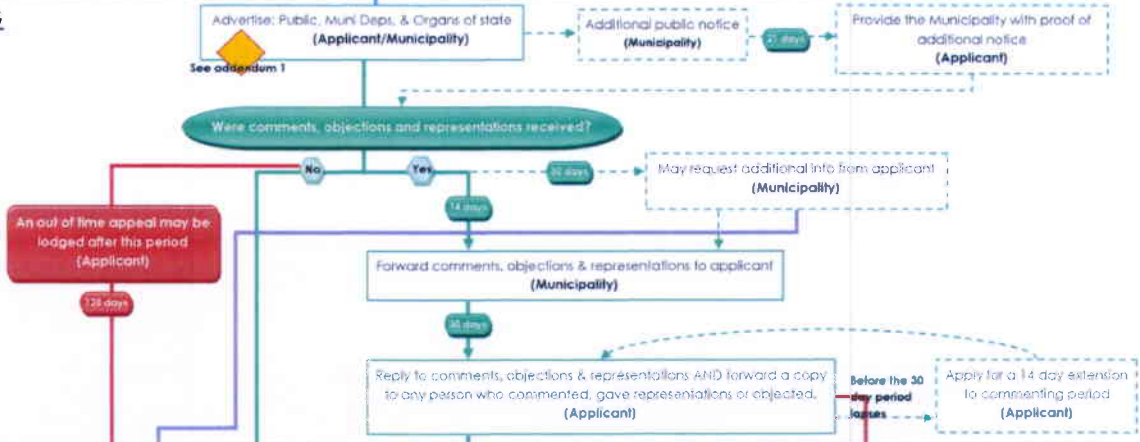 Advertise: Public, Muni Deps, & Organs of state
(Applicant/Municipality)
See addendum 1
Additional public notice
(Municipality)
21 days
Provide the Municipality with proof of
additional notice
(Applicant)
Were comments, objections and representations received?
No
Yes
30 days
May request additional info from applicant
(Municipality)
An out of time appeal may be
lodged after this period
(Applicant)
14 days
Forward comments, objections & representations to applicant
(Municipality)
days
30 days
Reply to comments, objections & representations AND forward a copy
to any person who commented, gave representations or objected.
(Applicant)
Before the 30
day period
lapses
Apply for a 14 day extension
to commenting period
(Applicant)